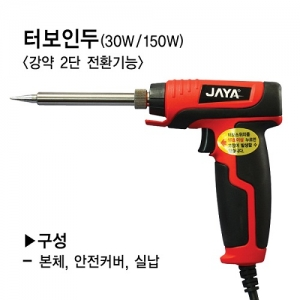 터보인두(30W/150W)
<강약 2단 전환기능>
JAYA
▶구성
- 본체, 안전커버, 실납